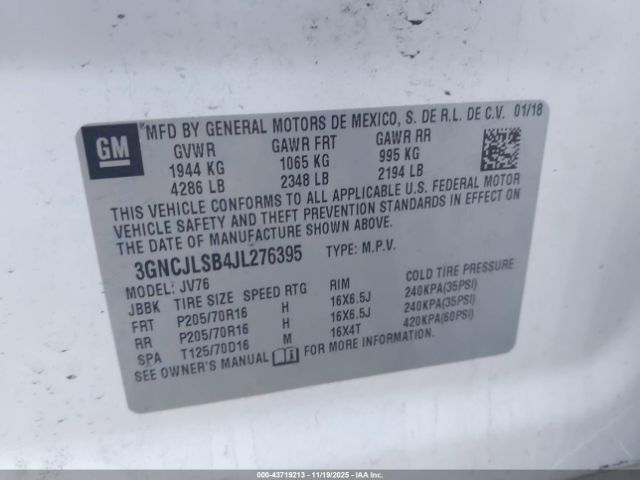 GM
MFD BY GENERAL MOTORS DE MEXICO, S. DE R.L. DE C.V. 01/18
GVWR GAWR FRT GAWR RR
1944 KG 1065 KG 995 KG
4286 LB 2348 LB 2194 LB
THIS VEHICLE CONFORMS TO ALL APPLICABLE U.S. FEDERAL MOTOR
VEHICLE SAFETY AND THEFT PREVENTION STANDARDS IN EFFECT ON
THE DATE OF MANUFACTURE SHOWN ABOVE.
3GNCJLSB4JL276395 TYPE: M.P.V.
MODEL: JV76
JBBK TIRE SIZE SPEED RTG RIM COLD TIRE PRESSURE
FRT P205/70R16 H 16X6.5J 240KPA(35PSI)
RR P205/70R16 H 16X6.5J 240KPA(35PSI)
SPA T125/70D16 M 16X4T 420KPA(60PSI)
SEE OWNER'S MANUAL FOR MORE INFORMATION.
000-43719213 - 11/19/2025 - IAAI.COM